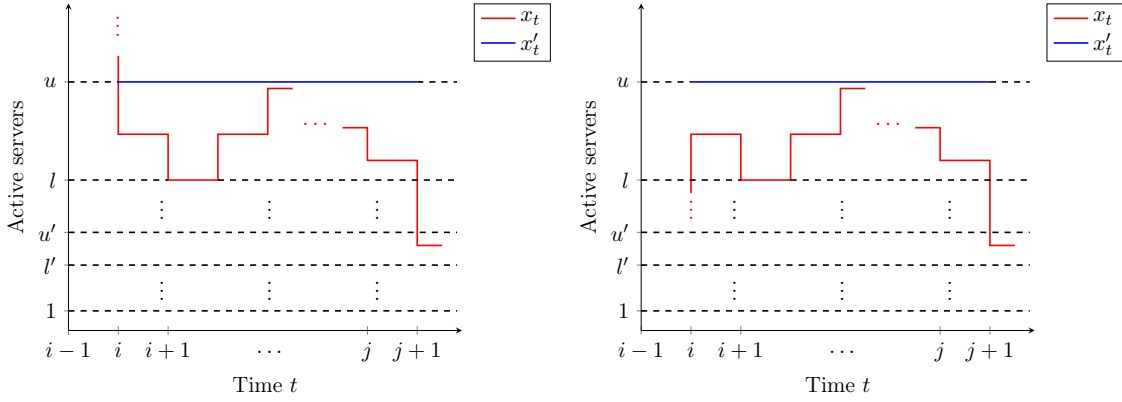 x_t
x'_t
Active servers
u
l
u'
l'
1
i − 1
i
i + 1
⋯
j
j + 1
Time t
x_t
x'_t
Active servers
u
l
u'
l'
1
i − 1
i
i + 1
⋯
j
j + 1
Time t